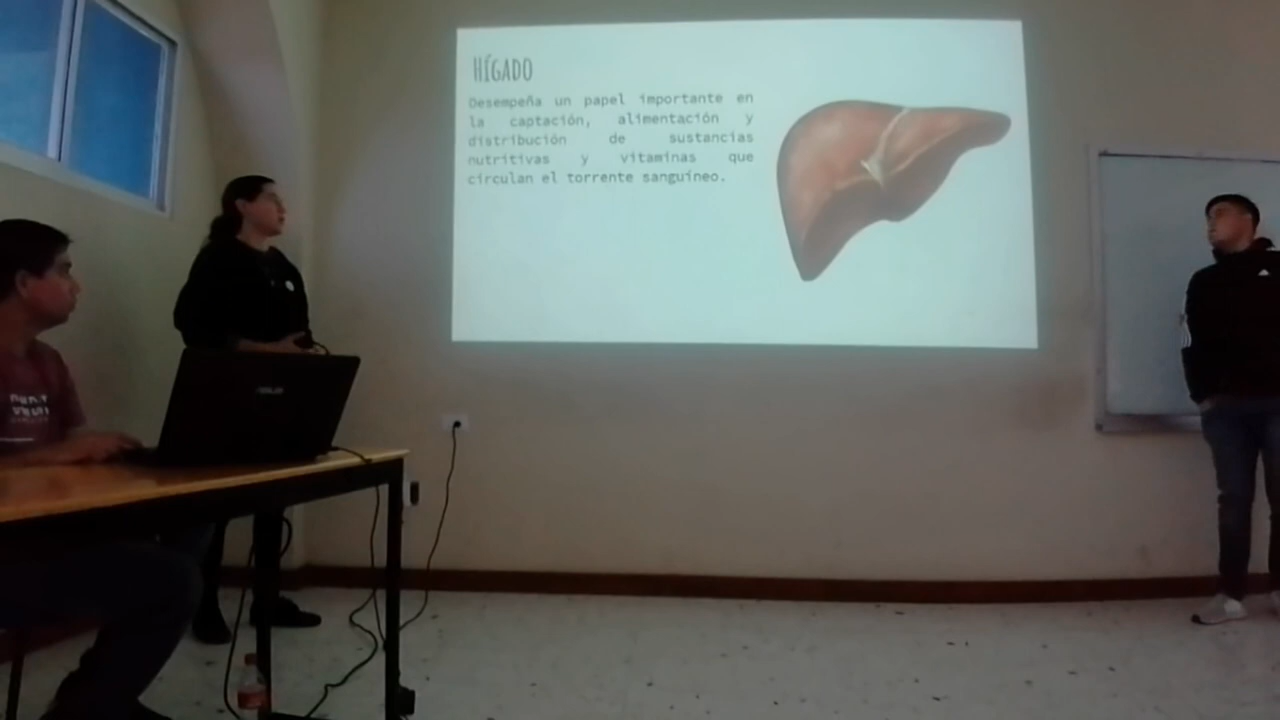 HÍGADO
Desempeña un papel importante en
la captación, alimentación y
distribución de sustancias
nutritivas y vitaminas que
circulan el torrente sanguíneo.